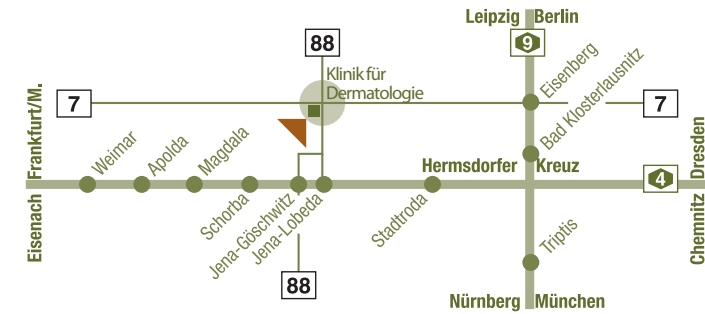 Leipzig Berlin
88
9
Klinik für
Dermatologie
Eisenberg
Bad Klosterlausnitz
7
7
Eisenach Frankfurt/M.
Weimar
Apolda
Magdala
Hermsdorfer Kreuz
4
Chemnitz Dresden
Schorba
Jena-Göschwitz
Jena-Lobeda
Stadtroda
Triptis
88
Nürnberg München